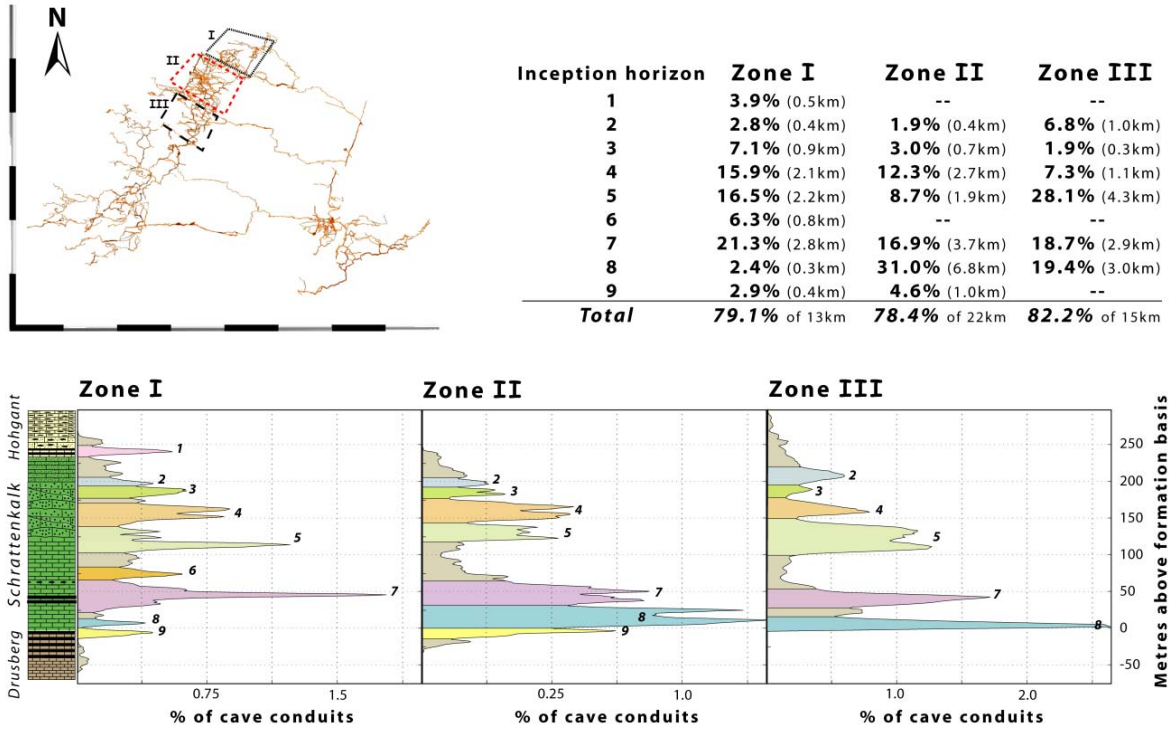 N
I
II
III
Inception horizon Zone I Zone II Zone III
1 3.9% (0.5km) -- --
2 2.8% (0.4km) 1.9% (0.4km) 6.8% (1.0km)
3 7.1% (0.9km) 3.0% (0.7km) 1.9% (0.3km)
4 15.9% (2.1km) 12.3% (2.7km) 7.3% (1.1km)
5 16.5% (2.2km) 8.7% (1.9km) 28.1% (4.3km)
6 6.3% (0.8km) -- --
7 21.3% (2.8km) 16.9% (3.7km) 18.7% (2.9km)
8 2.4% (0.3km) 31.0% (6.8km) 19.4% (3.0km)
9 2.9% (0.4km) 4.6% (1.0km) --
Total 79.1% of 13km 78.4% of 22km 82.2% of 15km
Zone I
Zone II
Zone III
Hohgant
Schrattenkalk
Drusberg
1
2
3
4
5
6
7
8
9
2
3
4
5
7
8
9
2
3
4
5
7
8
250
200
150
100
50
0
-50
Metres above formation basis
0.75 1.5
0.25 1.0
1.0 2.0
% of cave conduits
% of cave conduits
% of cave conduits